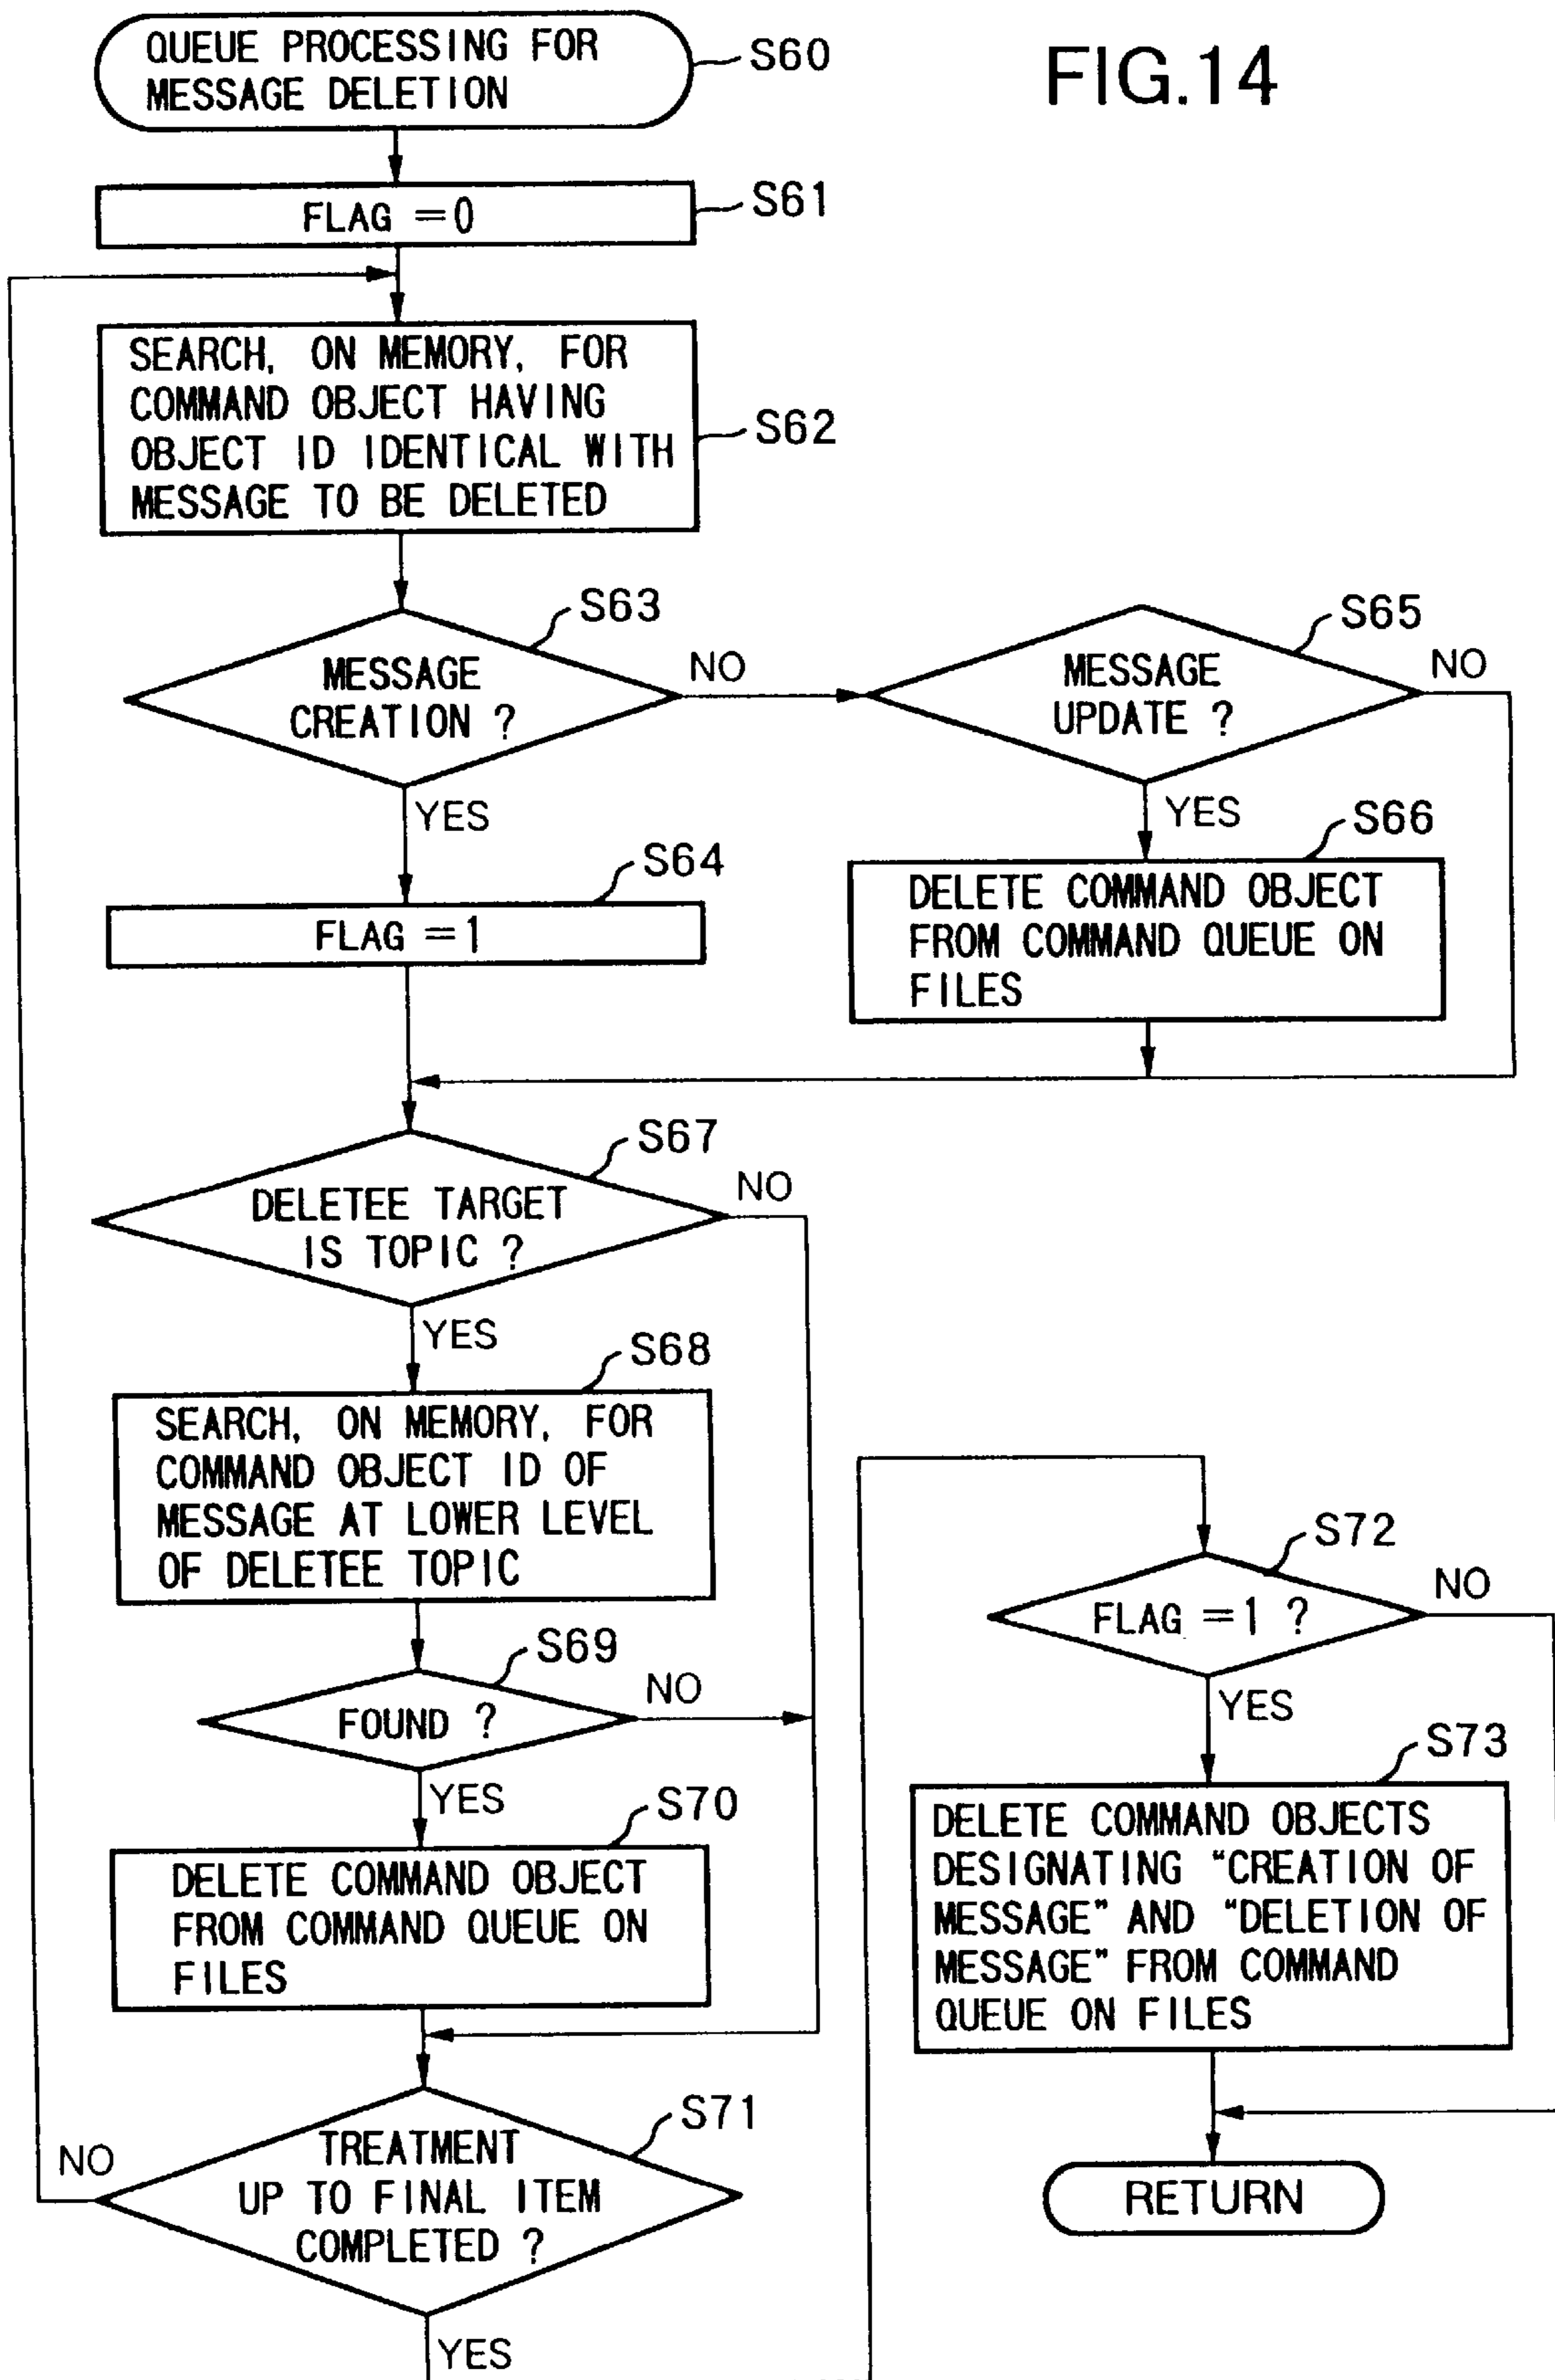 FIG.14
QUEUE PROCESSING FOR
MESSAGE DELETION
S60
FLAG =0
S61
SEARCH, ON MEMORY, FOR
COMMAND OBJECT HAVING
OBJECT ID IDENTICAL WITH
MESSAGE TO BE DELETED
S62
S63
MESSAGE
CREATION ?
NO
YES
S65
MESSAGE
UPDATE ?
NO
YES
S64
FLAG =1
S66
DELETE COMMAND OBJECT
FROM COMMAND QUEUE ON
FILES
S67
DELETEE TARGET
IS TOPIC ?
NO
YES
S68
SEARCH, ON MEMORY, FOR
COMMAND OBJECT ID OF
MESSAGE AT LOWER LEVEL
OF DELETEE TOPIC
S69
FOUND ?
NO
YES
S70
DELETE COMMAND OBJECT
FROM COMMAND QUEUE ON
FILES
S71
TREATMENT
UP TO FINAL ITEM
COMPLETED ?
NO
YES
S72
FLAG =1 ?
NO
YES
S73
DELETE COMMAND OBJECTS
DESIGNATING "CREATION OF
MESSAGE" AND "DELETION OF
MESSAGE" FROM COMMAND
QUEUE ON FILES
RETURN